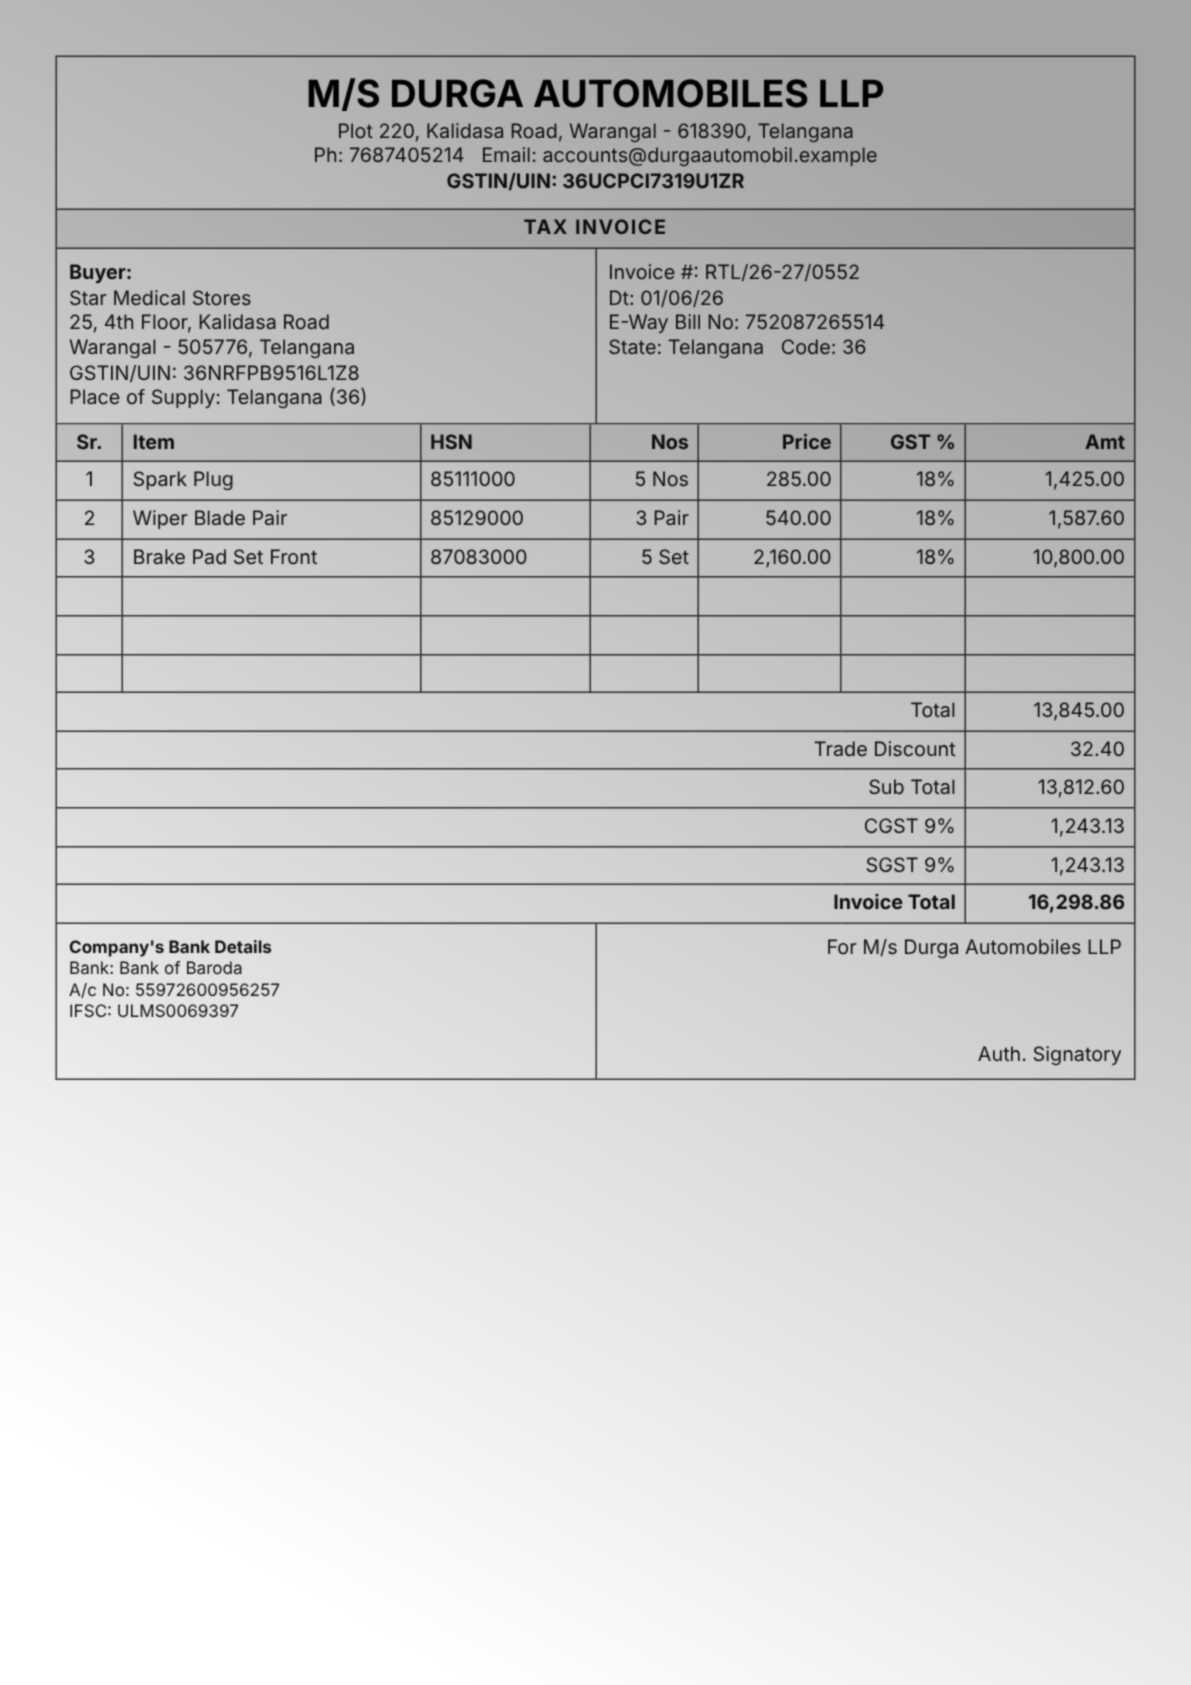 M/S DURGA AUTOMOBILES LLP
Plot 220, Kalidasa Road, Warangal - 618390, Telangana
Ph: 7687405214 Email: accounts@durgaautomobil.example
GSTIN/UIN: 36UCPCI7319U1ZR
TAX INVOICE
Buyer:
Star Medical Stores
25, 4th Floor, Kalidasa Road
Warangal - 505776, Telangana
GSTIN/UIN: 36NRFPB9516L1Z8
Place of Supply: Telangana (36)
Invoice #: RTL/26-27/0552
Dt: 01/06/26
E-Way Bill No: 752087265514
State: Telangana Code: 36
Sr. Item HSN Nos Price GST % Amt
1 Spark Plug 85111000 5 Nos 285.00 18% 1,425.00
2 Wiper Blade Pair 85129000 3 Pair 540.00 18% 1,587.60
3 Brake Pad Set Front 87083000 5 Set 2,160.00 18% 10,800.00
Total 13,845.00
Trade Discount 32.40
Sub Total 13,812.60
CGST 9% 1,243.13
SGST 9% 1,243.13
Invoice Total 16,298.86
Company's Bank Details
Bank: Bank of Baroda
A/c No: 55972600956257
IFSC: ULMS0069397
For M/s Durga Automobiles LLP
Auth. Signatory